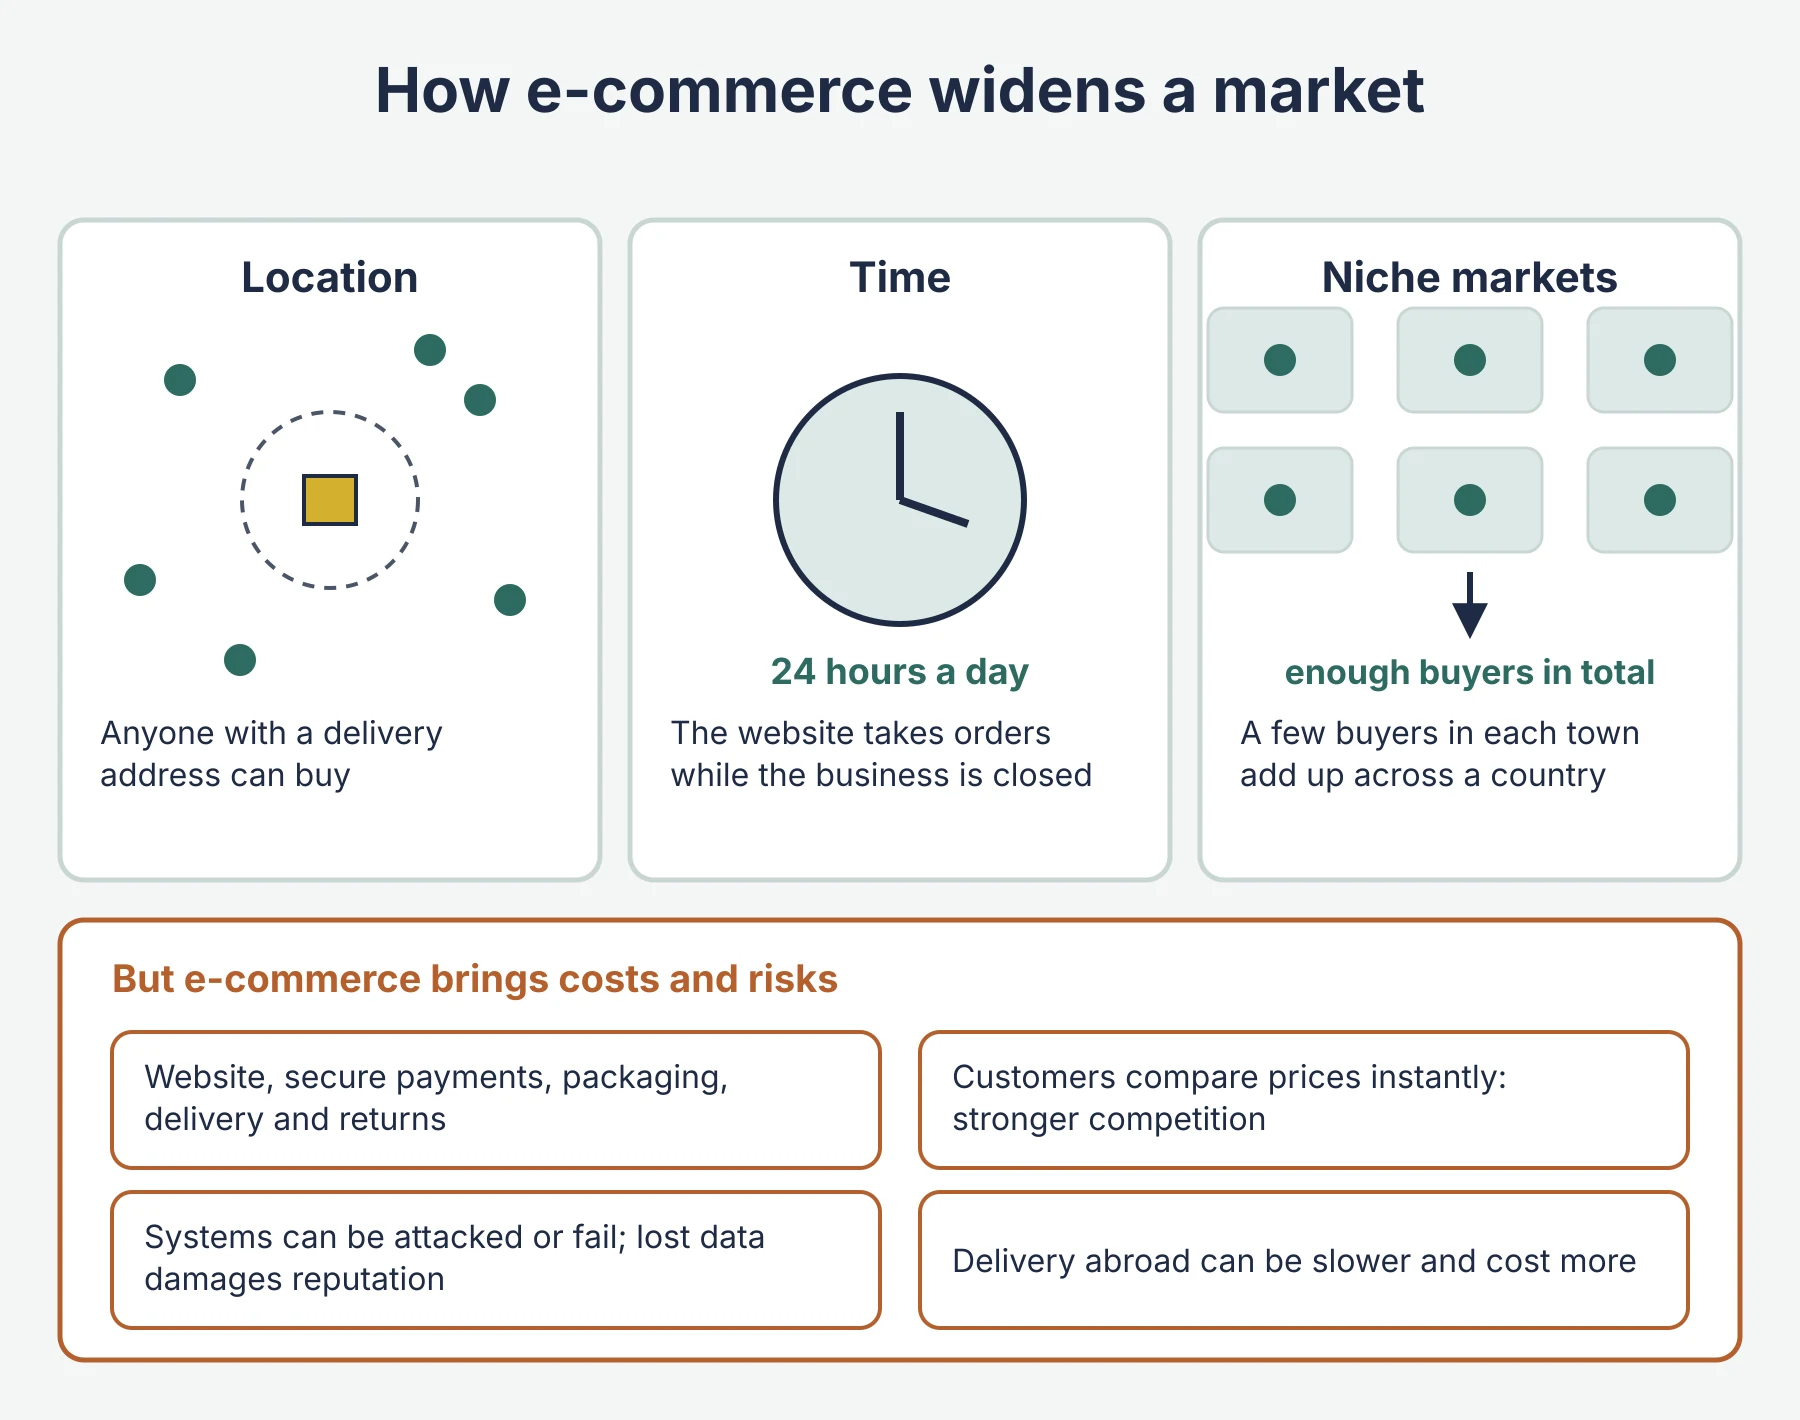 How e-commerce widens a market
Location
Anyone with a delivery
address can buy
Time
24 hours a day
The website takes orders
while the business is closed
Niche markets
enough buyers in total
A few buyers in each town
add up across a country
But e-commerce brings costs and risks
Website, secure payments, packaging,
delivery and returns
Customers compare prices instantly:
stronger competition
Systems can be attacked or fail; lost data
damages reputation
Delivery abroad can be slower and cost more